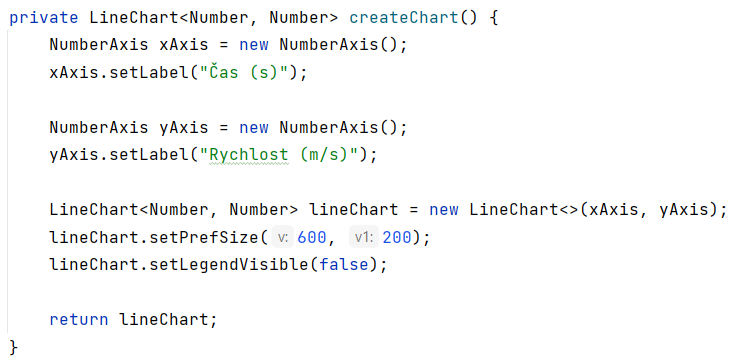 private LineChart<Number, Number> createChart() {
    NumberAxis xAxis = new NumberAxis();
    xAxis.setLabel("Čas (s)");

    NumberAxis yAxis = new NumberAxis();
    yAxis.setLabel("Rychlost (m/s)");

    LineChart<Number, Number> lineChart = new LineChart<>(xAxis, yAxis);
    lineChart.setPrefSize( v: 600, v1: 200);
    lineChart.setLegendVisible(false);

    return lineChart;
}